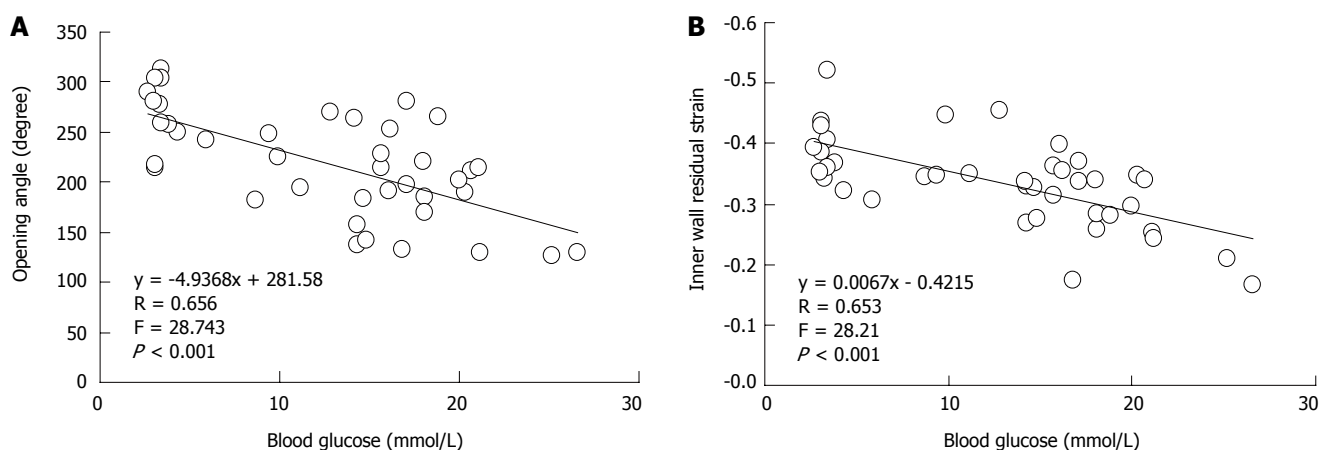 A
350
300
250
200
150
100
50
0
Opening angle (degree)
y = -4.9368x + 281.58
R = 0.656
F = 28.743
P < 0.001
0 10 20 30
Blood glucose (mmol/L)
B
-0.6
-0.5
-0.4
-0.3
-0.2
-0.1
-0.0
Inner wall residual strain
y = 0.0067x - 0.4215
R = 0.653
F = 28.21
P < 0.001
0 10 20 30
Blood glucose (mmol/L)